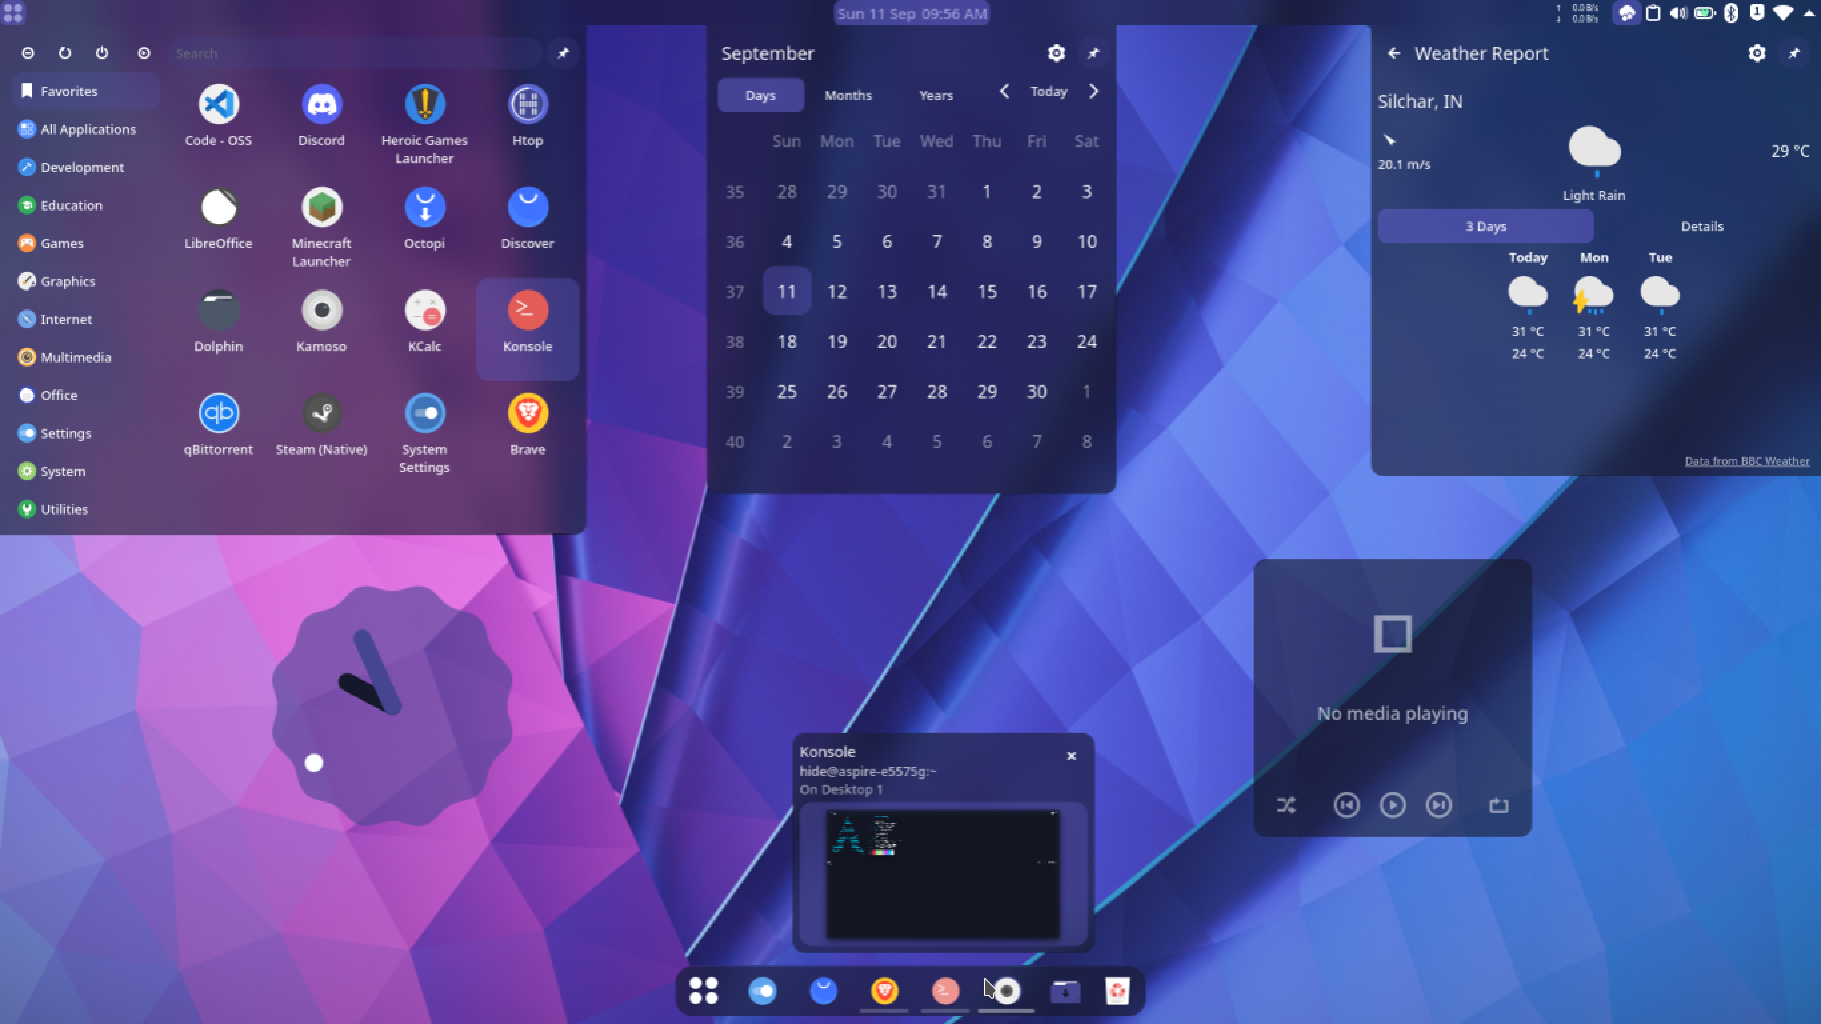 Sun 11 Sep 09:56 AM
0.0 B/s
0.0 B/s
1
Search
Favorites
All Applications
Development
Education
Games
Graphics
Internet
Multimedia
Office
Settings
System
Utilities
Code - OSS
Discord
Heroic Games
Launcher
Htop
LibreOffice
Minecraft
Launcher
Octopi
Discover
Dolphin
Kamoso
KCalc
Konsole
qb
qBittorrent
Steam (Native)
System
Settings
Brave
September
Days Months Years Today
Sun Mon Tue Wed Thu Fri Sat
35 28 29 30 31 1 2 3
36 4 5 6 7 8 9 10
37 11 12 13 14 15 16 17
38 18 19 20 21 22 23 24
39 25 26 27 28 29 30 1
40 2 3 4 5 6 7 8
Weather Report
Silchar, IN
20.1 m/s
29 °C
Light Rain
3 Days Details
Today Mon Tue
31 °C 31 °C 31 °C
24 °C 24 °C 24 °C
Data from BBC Weather
No media playing
Konsole
hide@aspire-e5575g:~
On Desktop 1